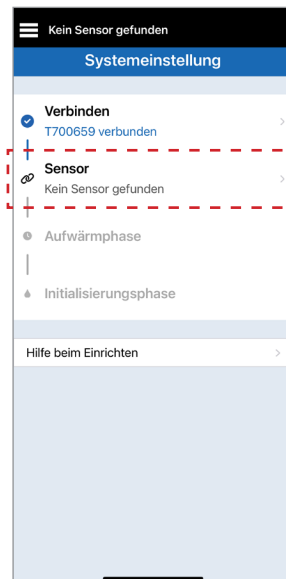 Kein Sensor gefunden
Systemeinstellung
Verbinden
T700659 verbunden
Sensor
Kein Sensor gefunden
Aufwärmphase
Initialisierungsphase
Hilfe beim Einrichten